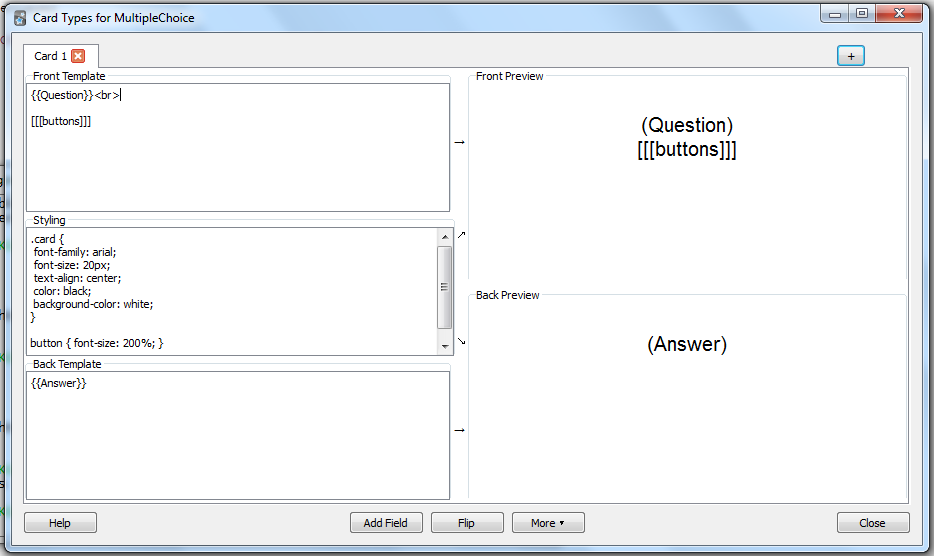 Card Types for MultipleChoice
Card 1
+
Front Template
{{Question}}<br>
[[[buttons]]]
Styling
.card {
font-family: arial;
font-size: 20px;
text-align: center;
color: black;
background-color: white;
}
button { font-size: 200%; }
Back Template
{{Answer}}
Front Preview
(Question)
[[[buttons]]]
Back Preview
(Answer)
Help
Add Field
Flip
More
Close